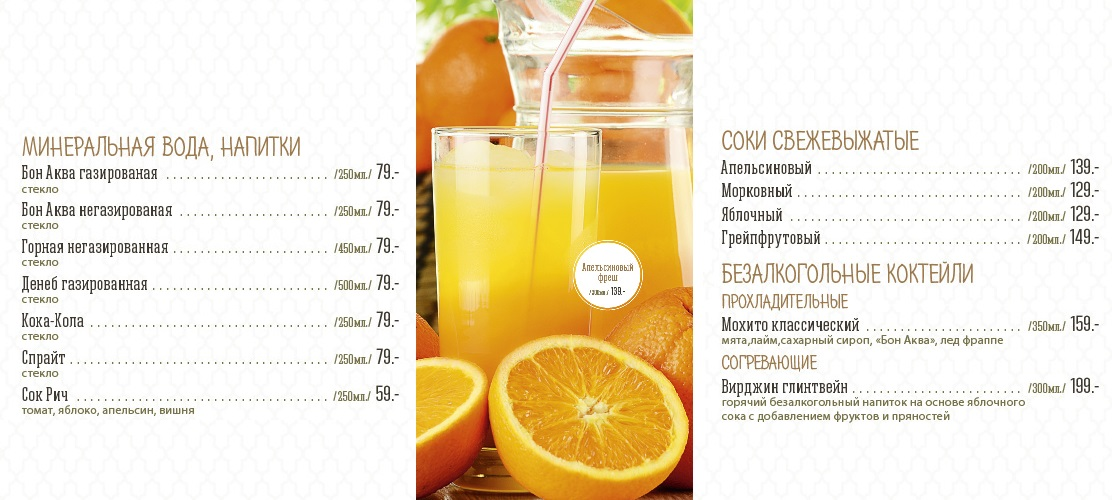 МИНЕРАЛЬНАЯ ВОДА, НАПИТКИ
Бон Аква газированая ........................ /250мл./ 79.-
стекло
Бон Аква негазированая ...................... /250мл./ 79.-
стекло
Горная негазированная ....................... /450мл./ 79.-
стекло
Денеб газированная .......................... /500мл./ 79.-
стекло
Кока-Кола ................................... /250мл./ 79.-
стекло
Спрайт ...................................... /250мл./ 79.-
стекло
Сок Рич ..................................... /250мл./ 59.-
томат, яблоко, апельсин, вишня
Апельсиновый
фреш
/200мл/ 139.-
СОКИ СВЕЖЕВЫЖАТЫЕ
Апельсиновый ............................... /200мл./ 139.-
Морковный .................................. /200мл./ 129.-
Яблочный ................................... /200мл./ 129.-
Грейпфрутовый .............................. /200мл./ 149.-
БЕЗАЛКОГОЛЬНЫЕ КОКТЕЙЛИ
ПРОХЛАДИТЕЛЬНЫЕ
Мохито классический ........................ /350мл./ 159.-
мята,лайм,сахарный сироп, «Бон Аква», лед фраппе
СОГРЕВАЮЩИЕ
Вирджин глинтвейн .......................... /300мл./ 199.-
горячий безалкогольный напиток на основе яблочного
сока с добавлением фруктов и пряностей